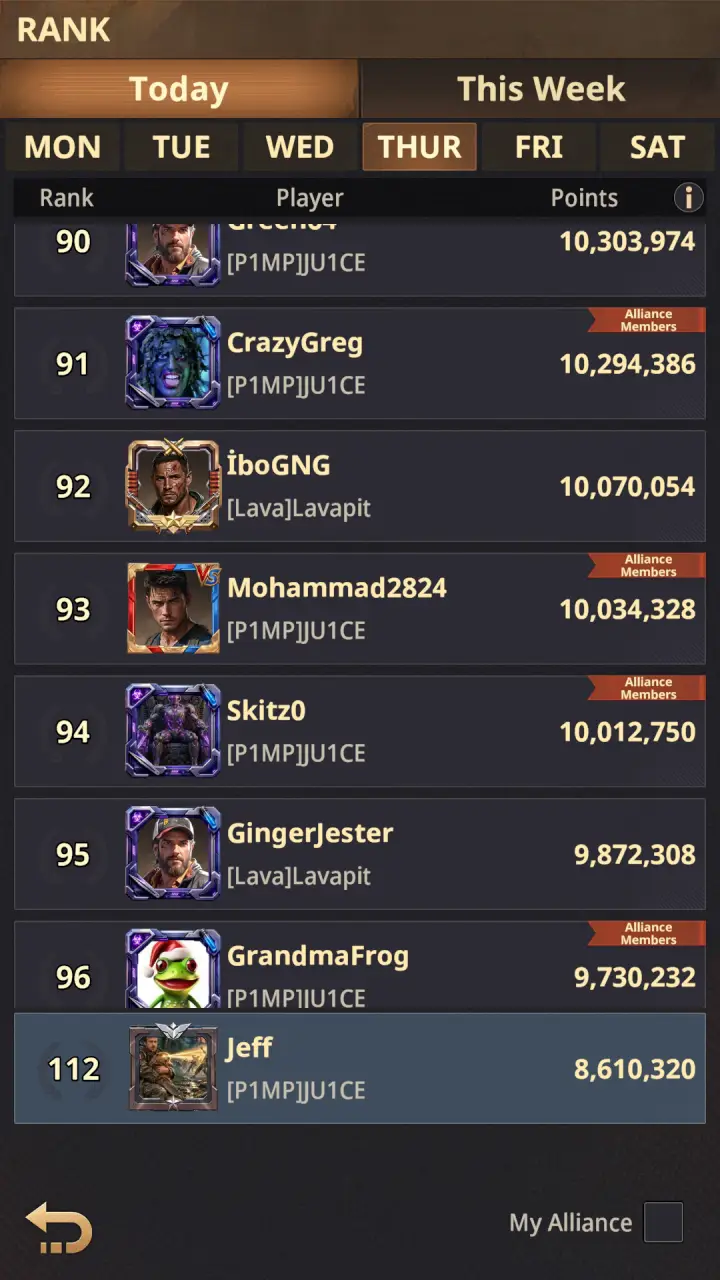 RANK
Today
This Week
MON TUE WED THUR FRI SAT
Rank Player Points i
90
[P1MP]JU1CE
10,303,974
Alliance
Members
91
CrazyGreg
[P1MP]JU1CE
10,294,386
92
İboGNG
[Lava]Lavapit
10,070,054
Alliance
Members
93
VS
Mohammad2824
[P1MP]JU1CE
10,034,328
Alliance
Members
94
Skitz0
[P1MP]JU1CE
10,012,750
95
GingerJester
[Lava]Lavapit
9,872,308
Alliance
Members
96
GrandmaFrog
[P1MP]JU1CE
9,730,232
112
Jeff
[P1MP]JU1CE
8,610,320
My Alliance